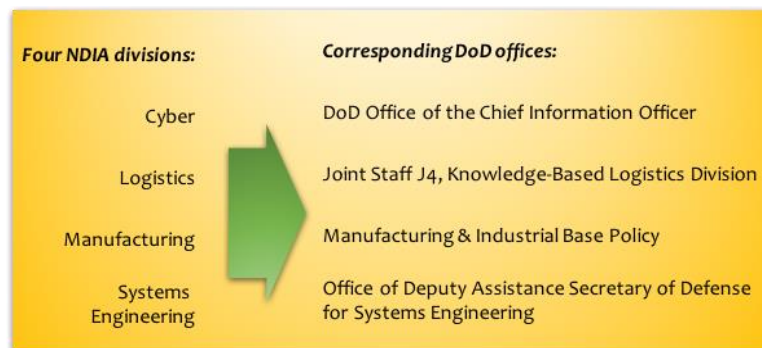 Four NDIA divisions:
Corresponding DoD offices:
Cyber
DoD Office of the Chief Information Officer
Logistics
Joint Staff J4, Knowledge-Based Logistics Division
Manufacturing
Manufacturing & Industrial Base Policy
Systems
Engineering
Office of Deputy Assistance Secretary of Defense
for Systems Engineering